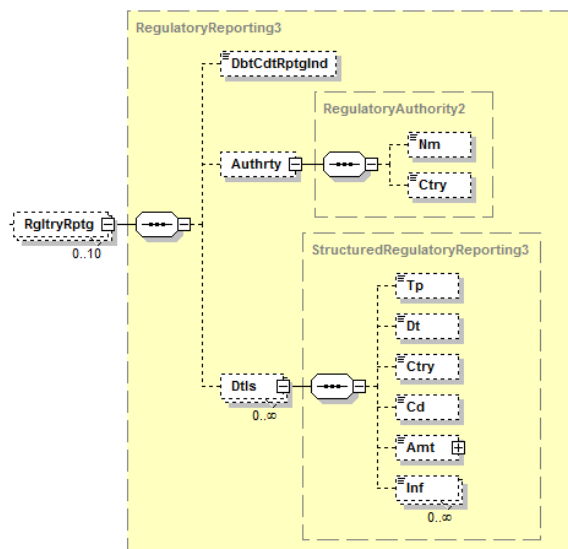 RegulatoryReporting3
DbtCdtRptgInd
RegulatoryAuthority2
Authrty
Nm
Ctry
RgltryRptg
0..10
StructuredRegulatoryReporting3
Tp
Dt
Ctry
Dtls
0..∞
Cd
Amt
Inf
0..∞